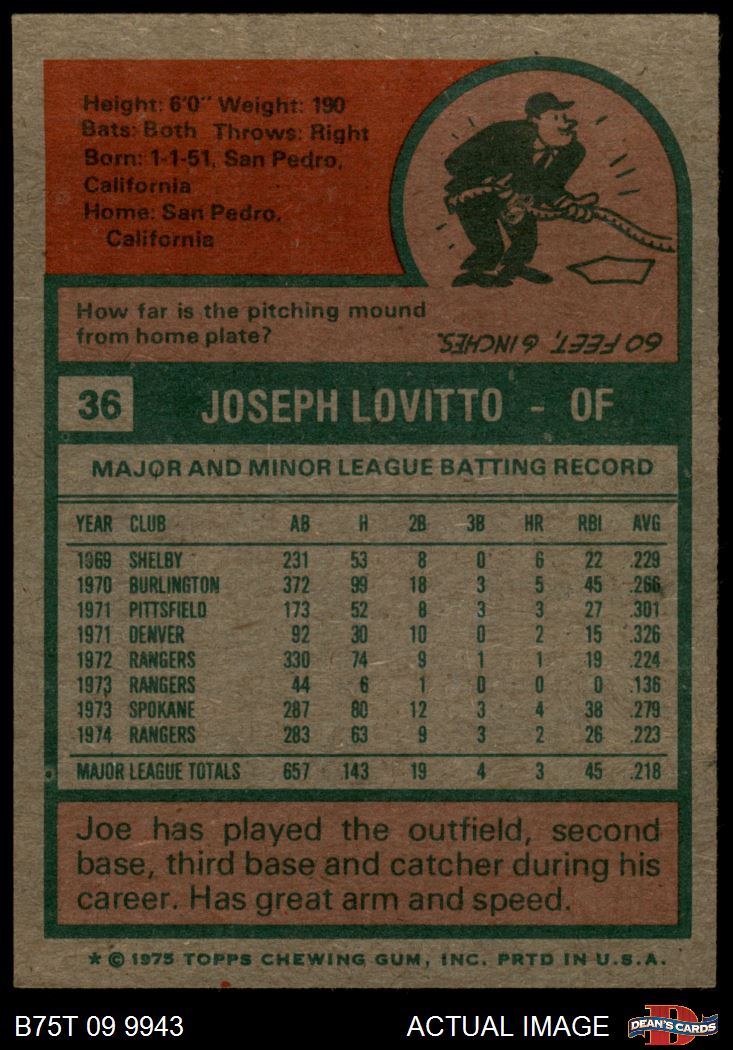 Height: 6'0" Weight: 190
Bats: Both Throws: Right
Born: 1-1-51, San Pedro,
California
Home: San Pedro,
California
How far is the pitching mound
from home plate?
60 FEET, 6 INCHES.
36 JOSEPH LOVITTO - OF
MAJOR AND MINOR LEAGUE BATTING RECORD
YEAR CLUB AB H 2B 3B HR RBI AVG
1969 SHELBY 231 53 8 0 6 22 .229
1970 BURLINGTON 372 99 18 3 5 45 .266
1971 PITTSFIELD 173 52 8 3 3 27 .301
1971 DENVER 92 30 10 0 2 15 .326
1972 RANGERS 330 74 9 1 1 19 .224
1973 RANGERS 44 6 1 0 0 0 .136
1973 SPOKANE 287 80 12 3 4 38 .279
1974 RANGERS 283 63 9 3 2 26 .223
MAJOR LEAGUE TOTALS 657 143 19 4 3 45 .218
Joe has played the outfield, second
base, third base and catcher during his
career. Has great arm and speed.
* © 1975 TOPPS CHEWING GUM, INC. PRTD IN U.S.A.
B75T 09 9943 ACTUAL IMAGE DEAN'S CARDS